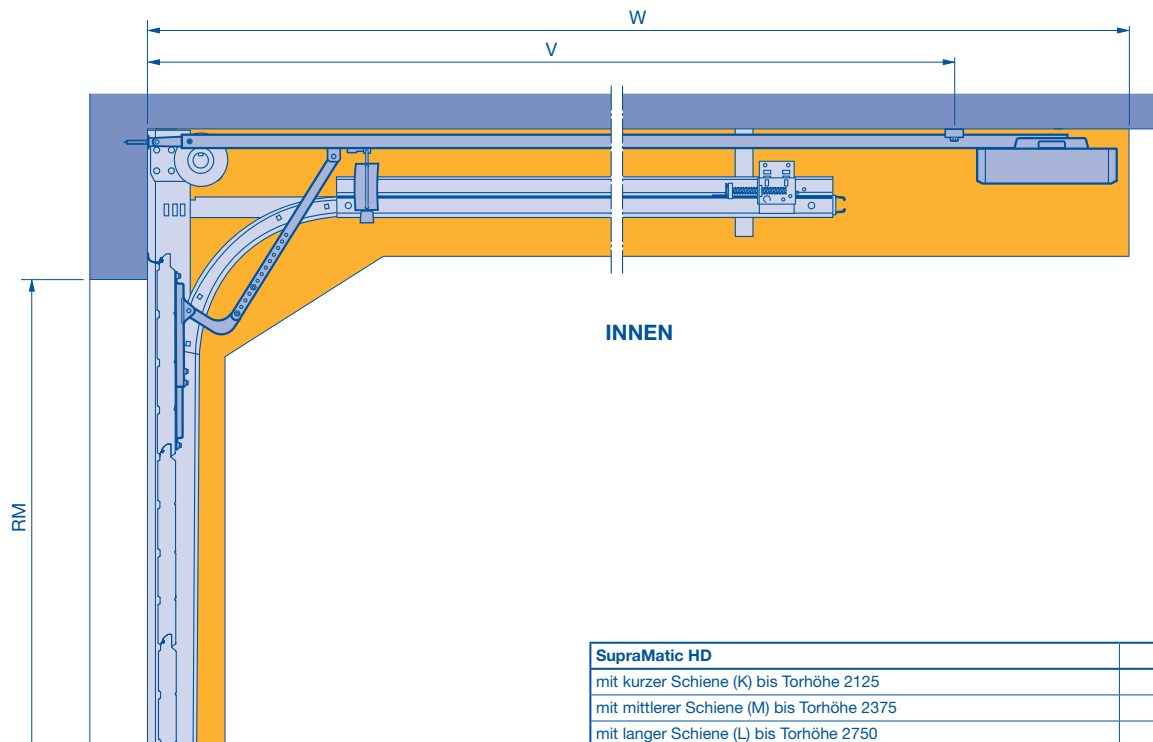 W
V
INNEN
RM
SupraMatic HD
mit kurzer Schiene (K) bis Torhöhe 2125
mit mittlerer Schiene (M) bis Torhöhe 2375
mit langer Schiene (L) bis Torhöhe 2750